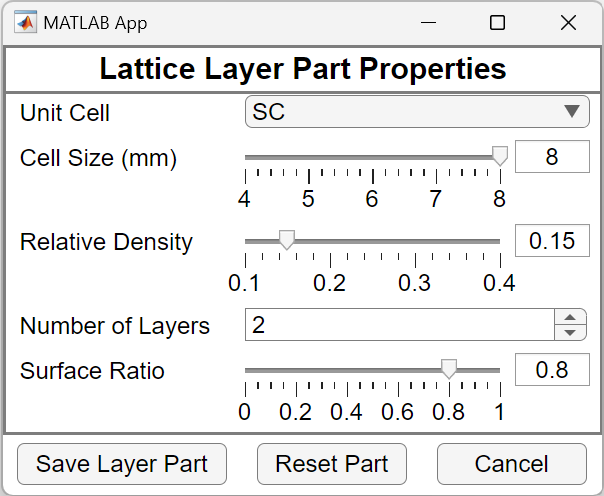 MATLAB App
Lattice Layer Part Properties
Unit Cell SC
Cell Size (mm) 8
4 5 6 7 8
Relative Density 0.15
0.1 0.2 0.3 0.4
Number of Layers 2
Surface Ratio 0.8
0 0.2 0.4 0.6 0.8 1
Save Layer Part Reset Part Cancel